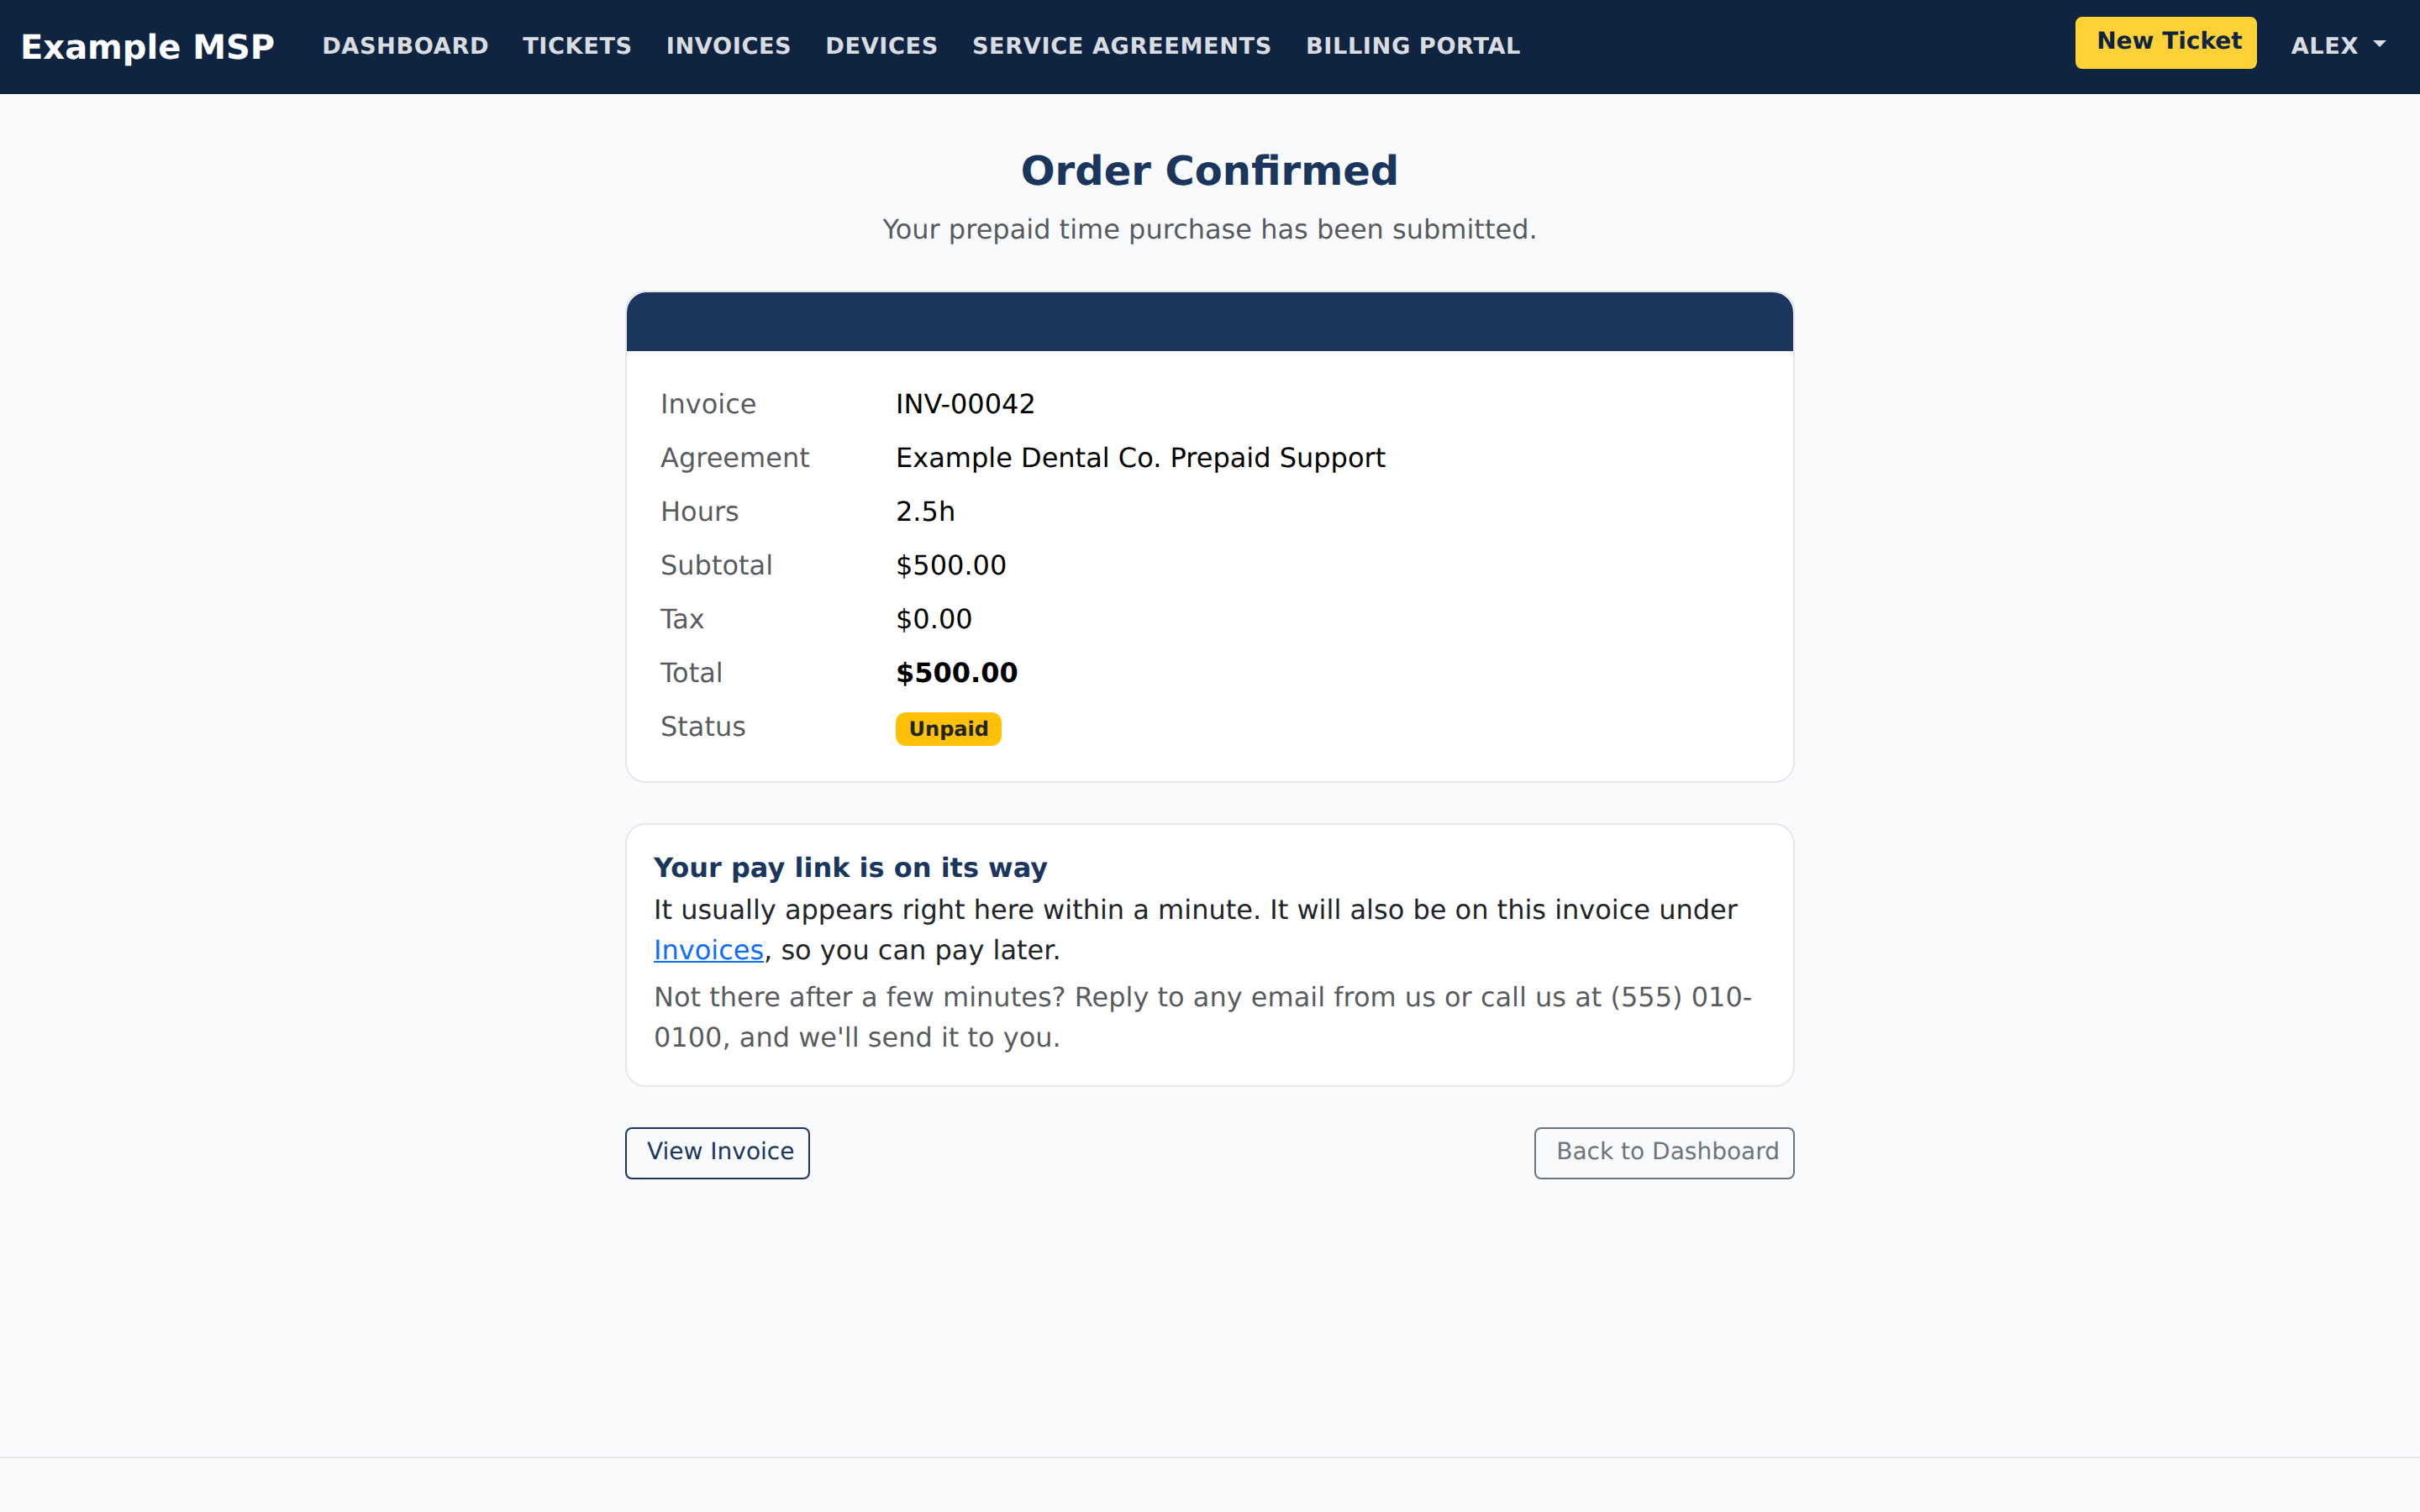 Example MSP DASHBOARD TICKETS INVOICES DEVICES SERVICE AGREEMENTS BILLING PORTAL New Ticket ALEX
Order Confirmed
Your prepaid time purchase has been submitted.
Invoice INV-00042
Agreement Example Dental Co. Prepaid Support
Hours 2.5h
Subtotal $500.00
Tax $0.00
Total $500.00
Status Unpaid
Your pay link is on its way
It usually appears right here within a minute. It will also be on this invoice under
Invoices, so you can pay later.
Not there after a few minutes? Reply to any email from us or call us at (555) 010-
0100, and we'll send it to you.
View Invoice Back to Dashboard